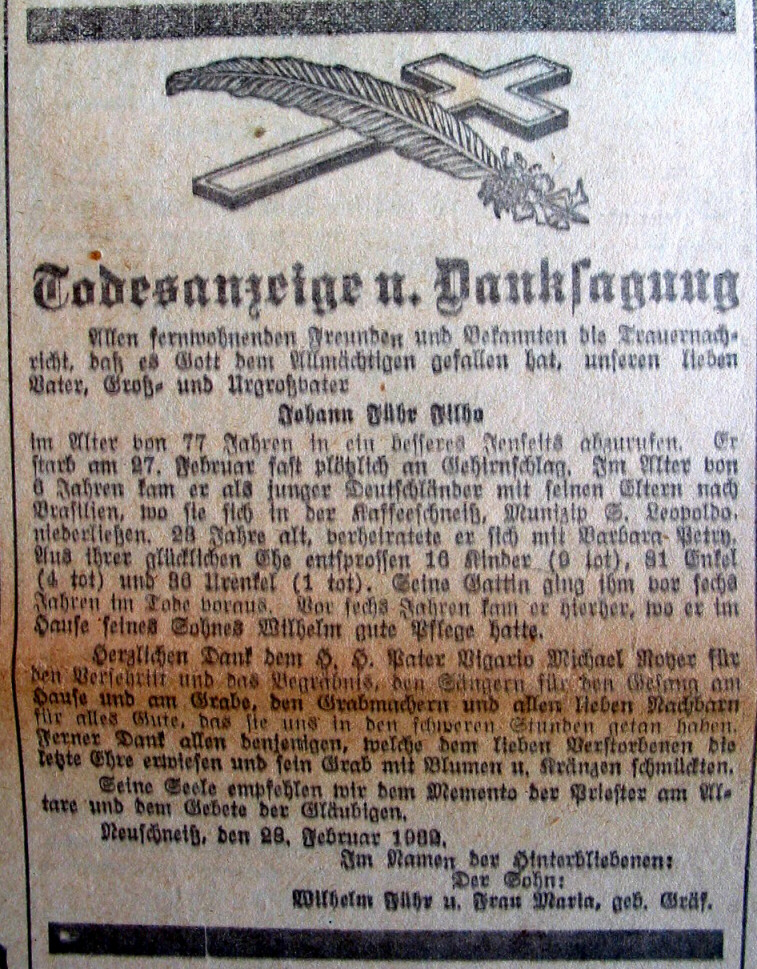 Todesanzeige u. Danksagung
Allen fernwohnenden Freunden und Bekannten die Trauernach-
richt, daß es Gott dem Allmächtigen gefallen hat, unseren lieben
Vater, Groß- und Urgroßvater
Johann Führ Filho
im Alter von 77 Jahren in ein besseres Jenseits abzurufen. Er
starb am 27. Februar fast plötzlich an Gehirnschlag. Im Alter von
6 Jahren kam er als junger Deutschländer mit seinen Eltern nach
Brasilien, wo sie sich in der Kaffeeschneiß, Munizip S. Leopoldo,
niederließen. 23 Jahre alt, verheiratete er sich mit Barbara Petry.
Aus ihrer glücklichen Ehe entsprossen 16 Kinder (9 tot), 81 Enkel
(4 tot) und 36 Urenkel (1 tot). Seine Gattin ging ihm vor sechs
Jahren im Tode voraus. Vor sechs Jahren kam er hierher, wo er im
Hause seines Sohnes Wilhelm gute Pflege hatte.
Herzlichen Dank dem H. H. Pater Vigario Michael Moyer für
den Versehritt und das Begräbnis, den Sängern für den Gesang am
Hause und am Grabe, den Grabmachern und allen lieben Nachbarn
für alles Gute, das sie uns in den schweren Stunden getan haben.
Ferner Dank allen denjenigen, welche dem lieben Verstorbenen die
letzte Ehre erwiesen und sein Grab mit Blumen u. Kränzen schmückten.
Seine Seele empfehlen wir dem Memento der Priester am Al-
tare und dem Gebete der Gläubigen.
Neuschneiß, den 28. Februar
Im Namen der Hinterbliebenen:
Der Sohn:
Wilhelm Führ u. Frau Maria, geb. Gräf.